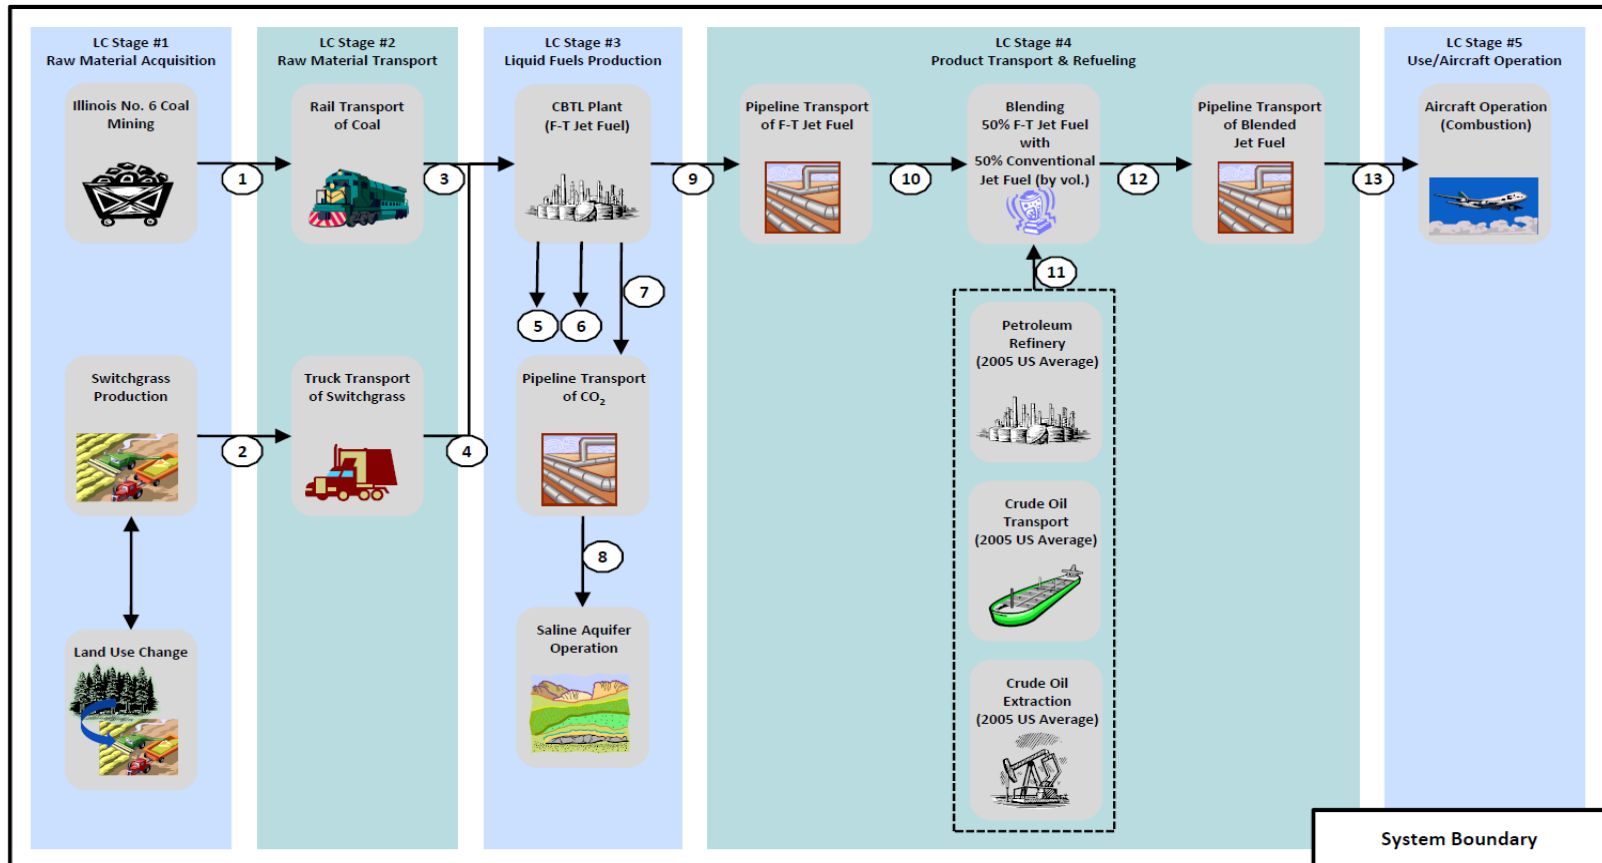 LC Stage #1
Raw Material Acquisition
LC Stage #2
Raw Material Transport
LC Stage #3
Liquid Fuels Production
LC Stage #4
Product Transport & Refueling
LC Stage #5
Use/Aircraft Operation
Illinois No. 6 Coal
Mining
1
Rail Transport
of Coal
3
CBTL Plant
(F-T Jet Fuel)
9
Pipeline Transport
of F-T Jet Fuel
10
Blending
50% F-T Jet Fuel
with
50% Conventional
Jet Fuel (by vol.)
12
Pipeline Transport
of Blended
Jet Fuel
13
Aircraft Operation
(Combustion)
5
6
7
11
Switchgrass
Production
2
Truck Transport
of Switchgrass
4
Pipeline Transport
of CO2
8
Petroleum
Refinery
(2005 US Average)
Crude Oil
Transport
(2005 US Average)
Land Use Change
Saline Aquifer
Operation
Crude Oil
Extraction
(2005 US Average)
System Boundary